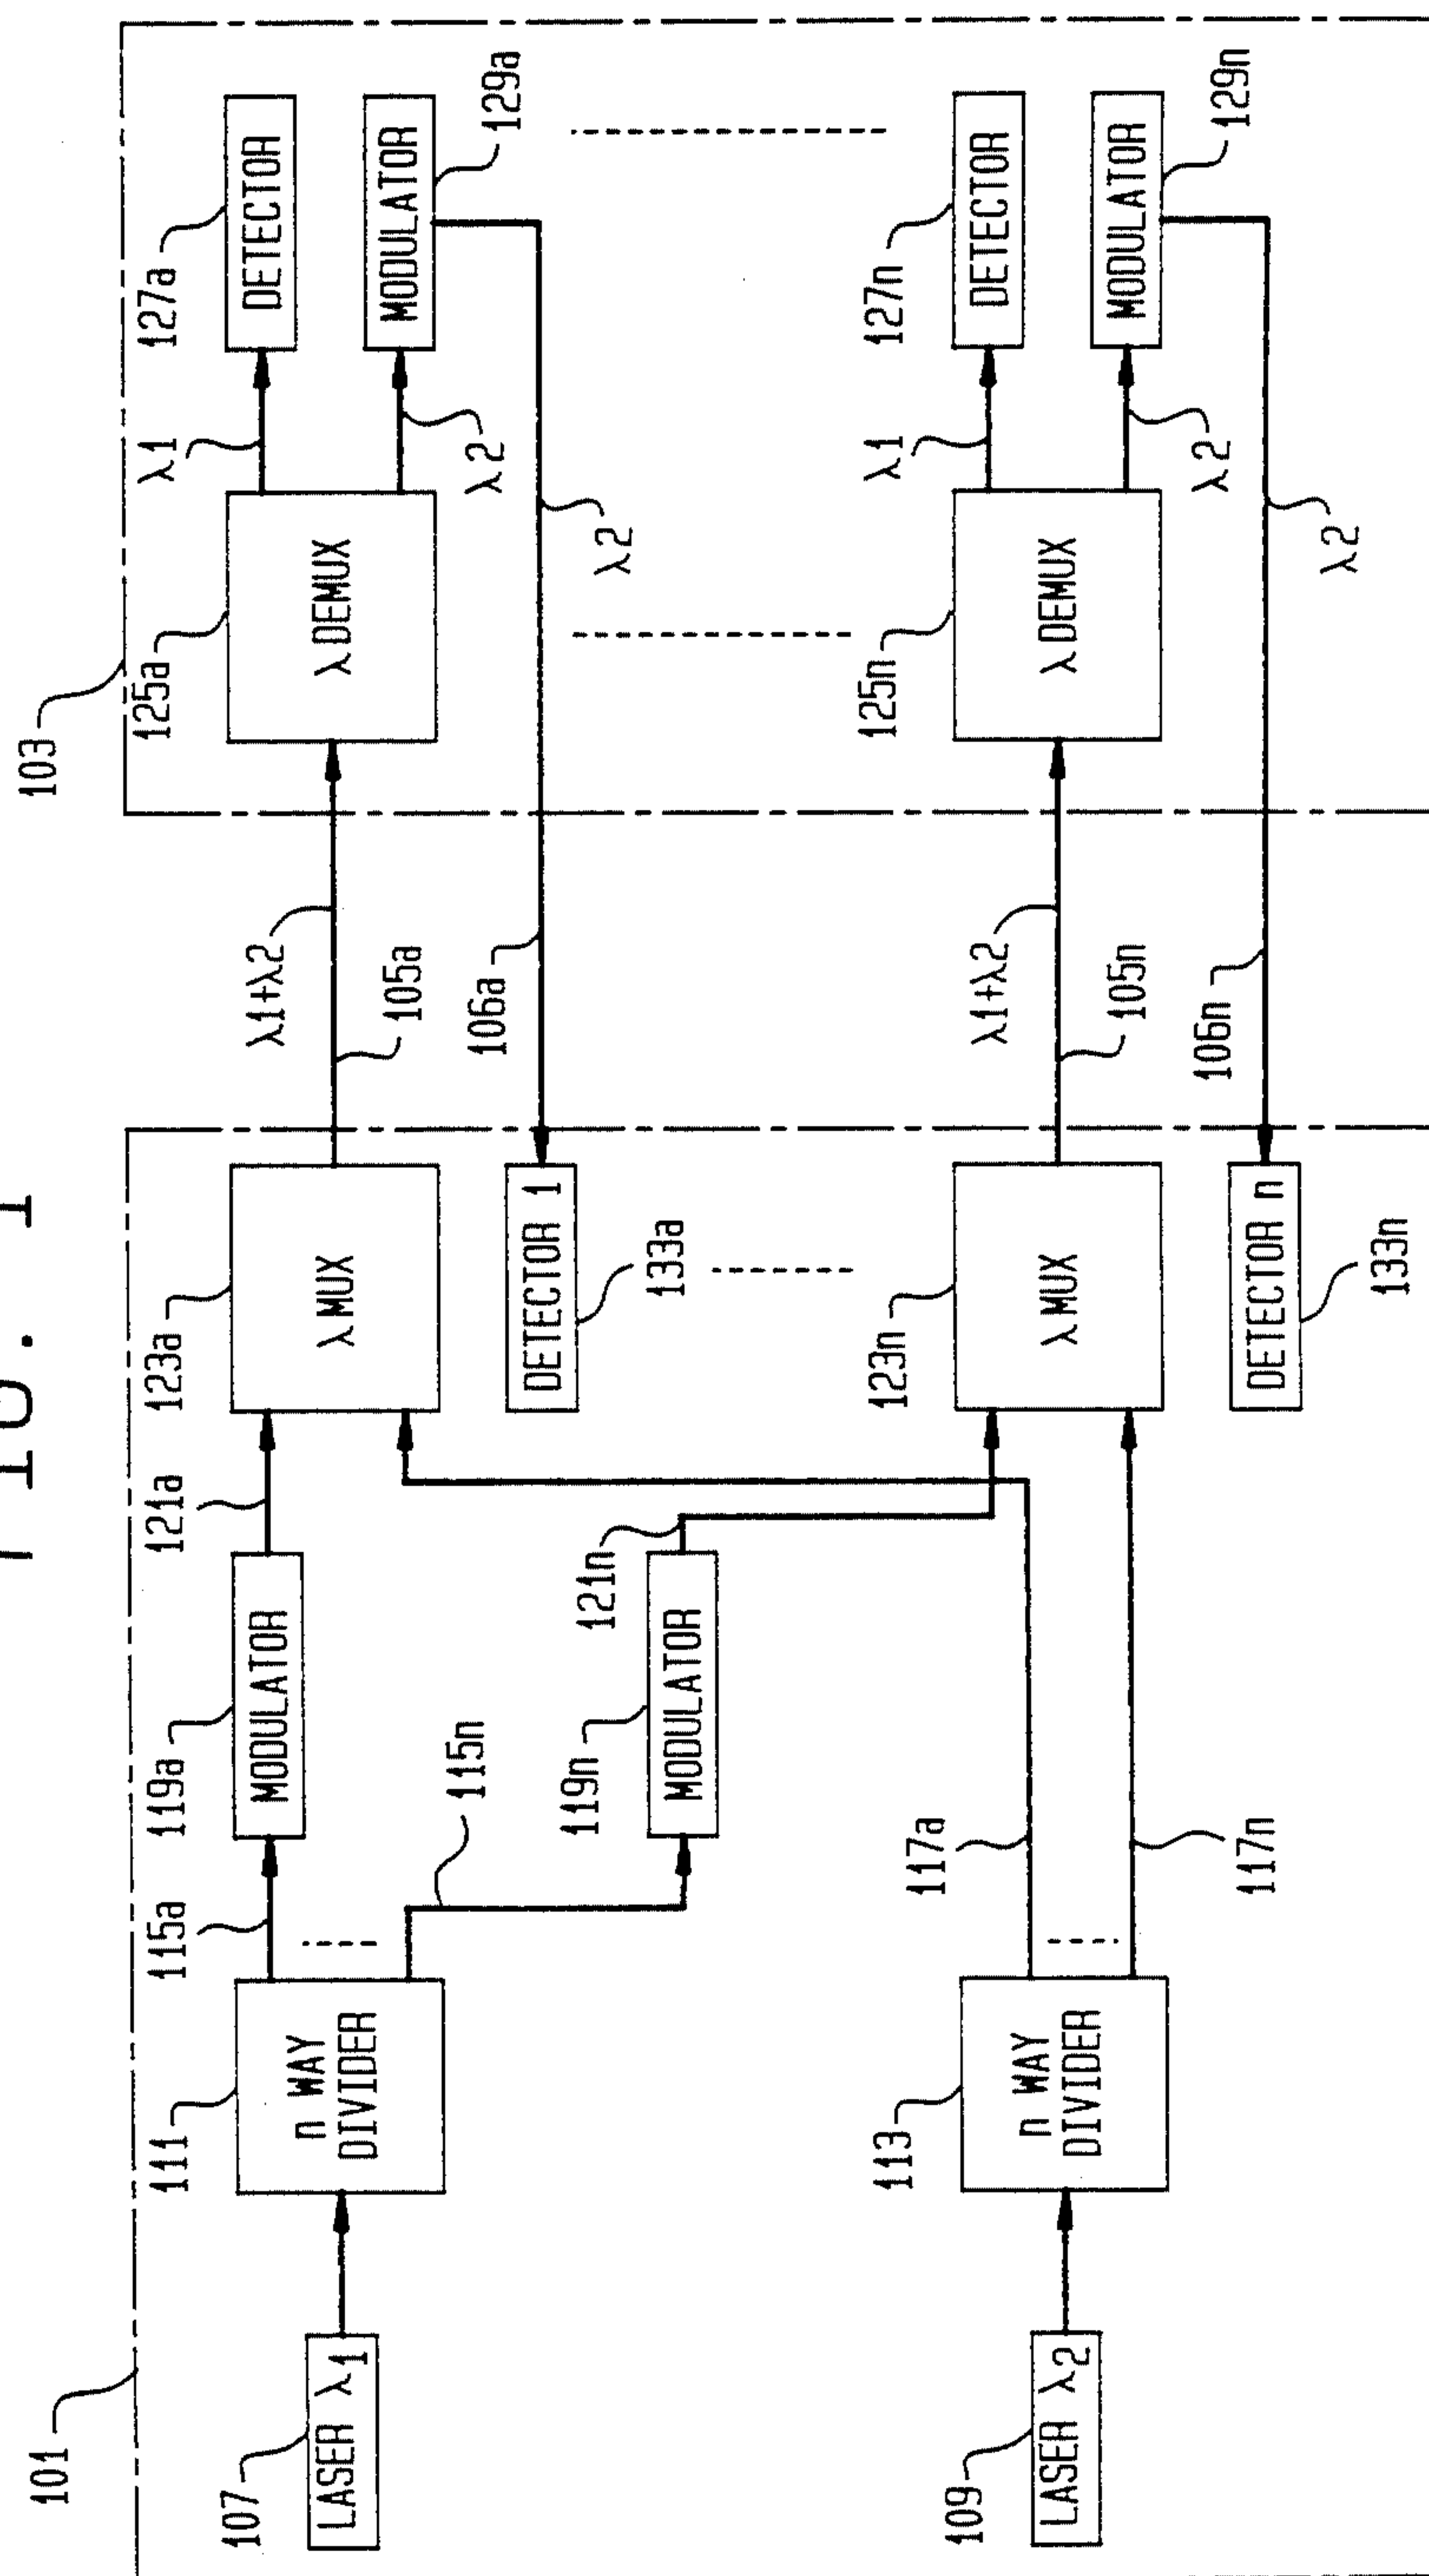 FIG. 1
101
103
107
LASER λ1
111
n WAY
DIVIDER
115a
115n
119a
MODULATOR
121a
119n
MODULATOR
121n
123a
λ MUX
DETECTOR 1
133a
λ1+λ2
105a
106a
125a
λ DEMUX
λ1
λ2
λ2
127a
DETECTOR
MODULATOR
129a
109
LASER λ2
113
n WAY
DIVIDER
117a
117n
123n
λ MUX
DETECTOR n
133n
λ1+λ2
105n
106n
125n
λ DEMUX
λ1
λ2
λ2
127n
DETECTOR
MODULATOR
129n